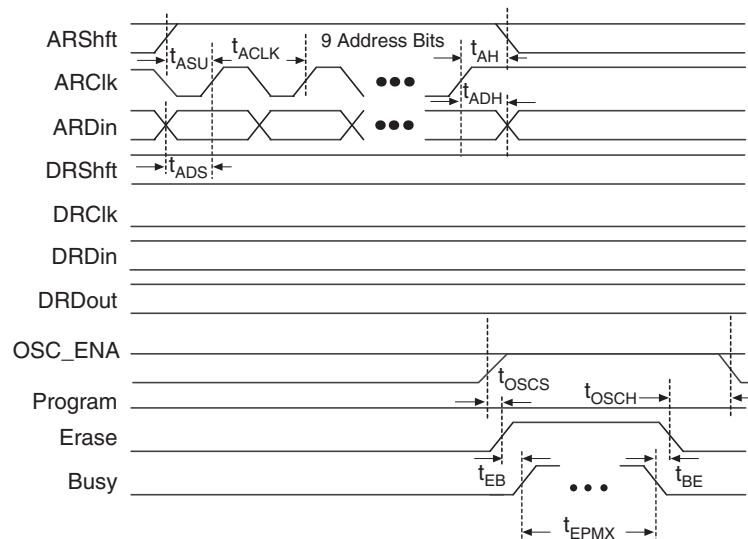 ARShft
9 Address Bits
tASU
tACLK
tAH
ARClk
tADH
ARDin
DRShft
tADS
DRClk
DRDin
DRDout
OSC_ENA
tOSCS
tOSCH
Program
Erase
tEB
tBE
Busy
tEPMX